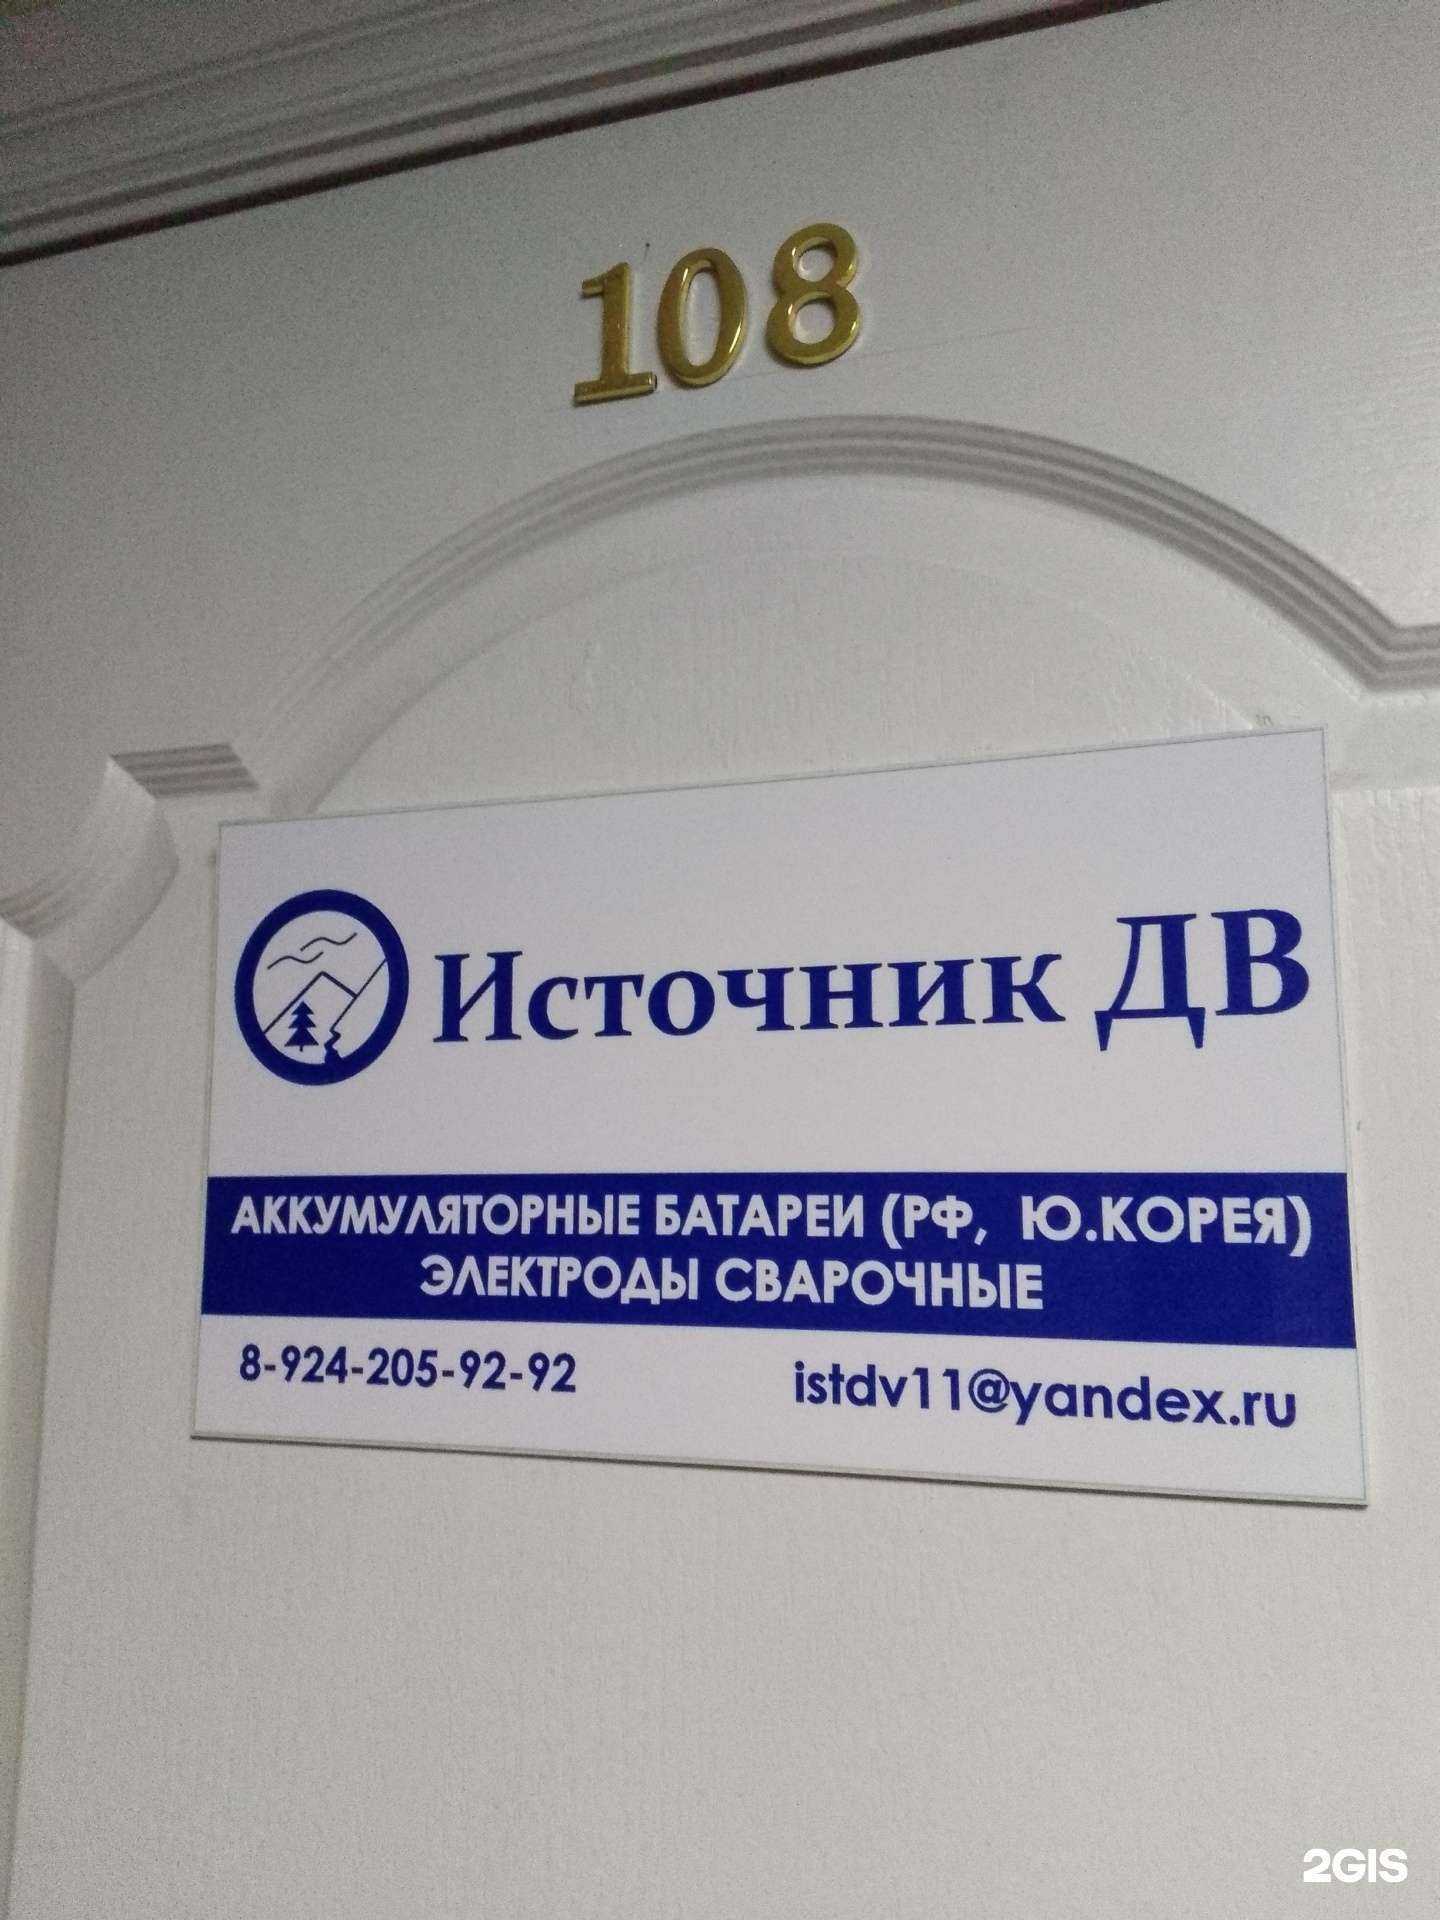 108
Источник ДВ
АККУМУЛЯТОРНЫЕ БАТАРЕИ (РФ, Ю.КОРЕЯ)
ЭЛЕКТРОДЫ СВАРОЧНЫЕ
8-924-205-92-92 istdv11@yandex.ru
2GIS